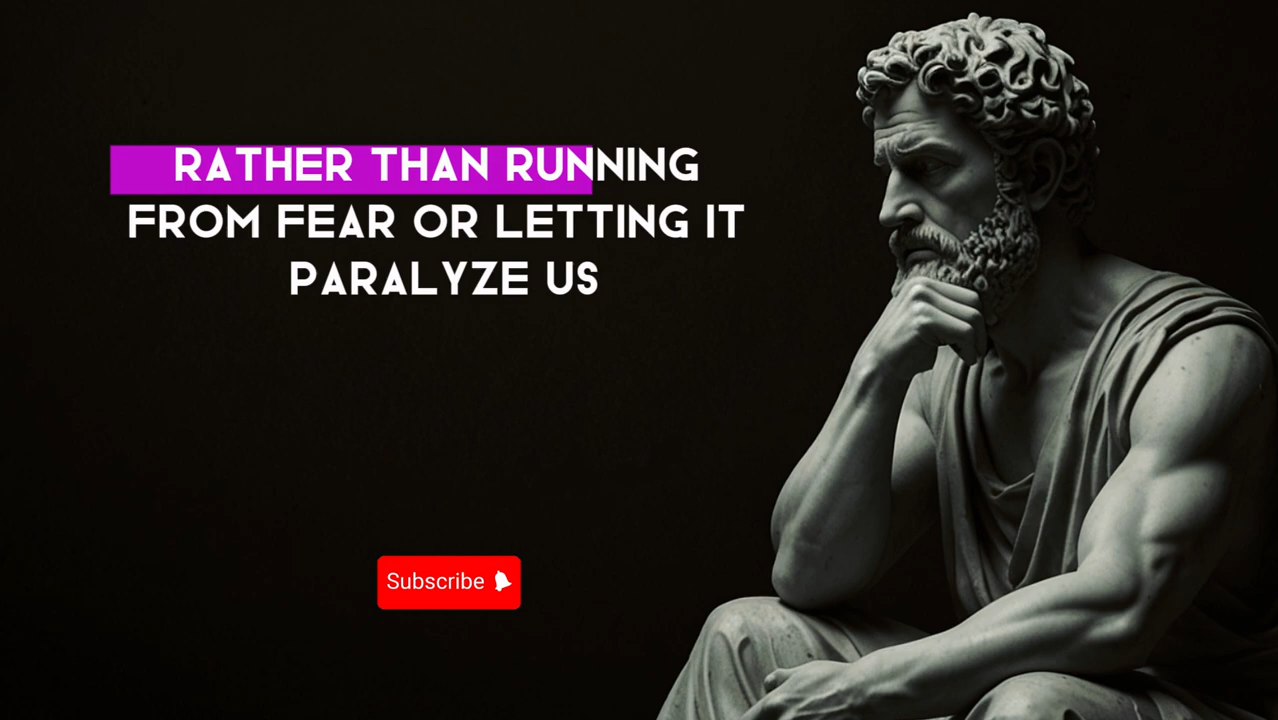 RATHER THAN RUNNING
FROM FEAR OR LETTING IT
PARALYZE US
Subscribe